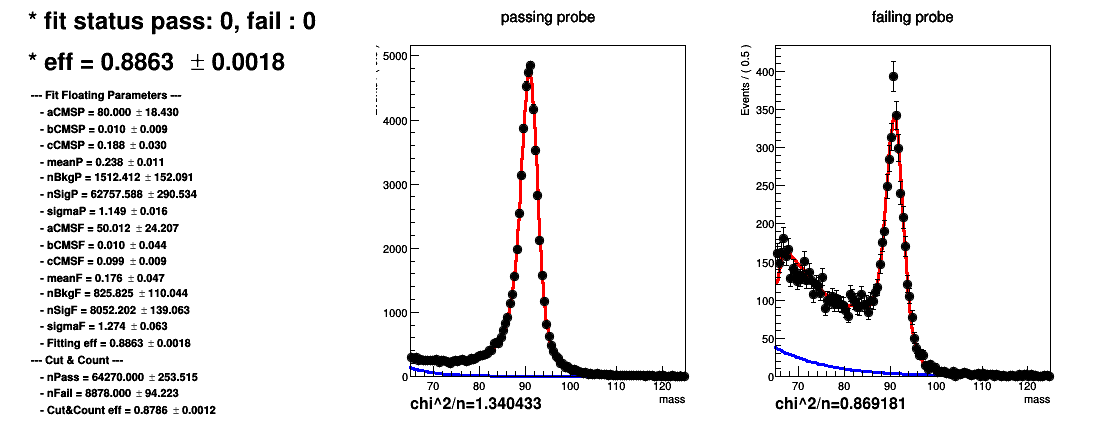 * fit status pass: 0, fail : 0
* eff = 0.8863 ± 0.0018
--- Fit Floating Parameters ---
- aCMSP = 80.000 ± 18.430
- bCMSP = 0.010 ± 0.009
- cCMSP = 0.188 ± 0.030
- meanP = 0.238 ± 0.011
- nBkgP = 1512.412 ± 152.091
- nSigP = 62757.588 ± 290.534
- sigmaP = 1.149 ± 0.016
- aCMSF = 50.012 ± 24.207
- bCMSF = 0.010 ± 0.044
- cCMSF = 0.099 ± 0.009
- meanF = 0.176 ± 0.047
- nBkgF = 825.825 ± 110.044
- nSigF = 8052.202 ± 139.063
- sigmaF = 1.274 ± 0.063
- Fitting eff = 0.8863 ± 0.0018
--- Cut & Count ---
- nPass = 64270.000 ± 253.515
- nFail = 8878.000 ± 94.223
- Cut&Count eff = 0.8786 ± 0.0012
passing probe
5000
4000
3000
2000
1000
0
70 80 90 100 110 120
mass
chi^2/n=1.340433
failing probe
Events / ( 0.5 )
400
350
300
250
200
150
100
50
0
70 80 90 100 110 120
mass
chi^2/n=0.869181